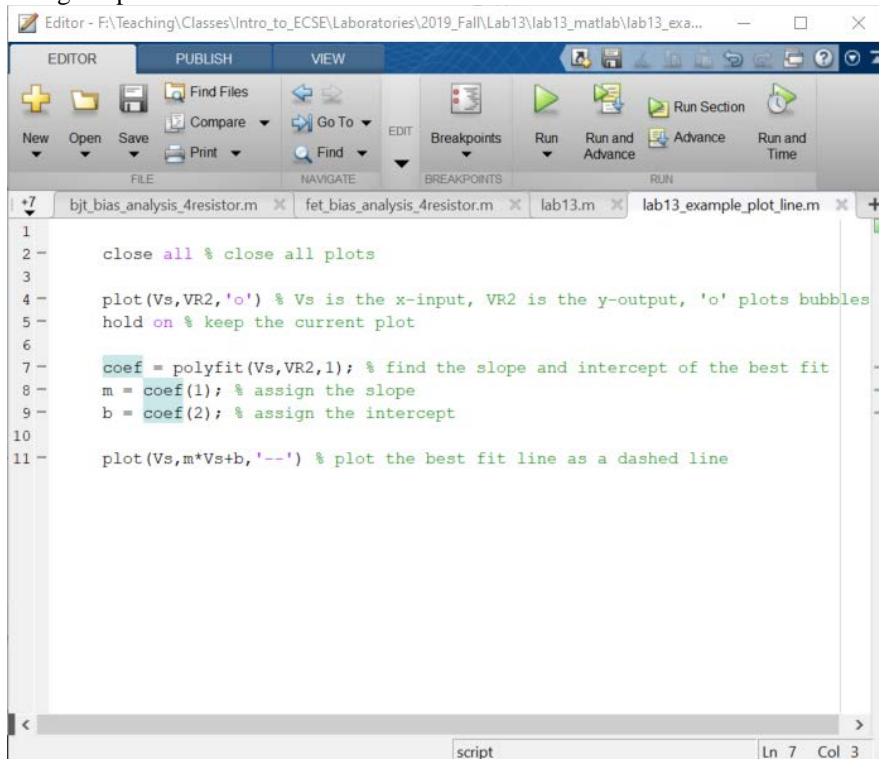 Editor - F:\Teaching\Classes\Intro_to_ECSE\Laboratories\2019_Fall\Lab13\lab13_matlab\lab13_exa...
EDITOR PUBLISH VIEW
New Open Save Find Files Compare Print
Go To Find
EDIT
Breakpoints
Run Run and Advance Run Section Advance Run and Time
FILE NAVIGATE BREAKPOINTS RUN
+7 bjt_bias_analysis_4resistor.m fet_bias_analysis_4resistor.m lab13.m lab13_example_plot_line.m
1
2 - close all % close all plots
3
4 - plot(Vs,VR2,'o') % Vs is the x-input, VR2 is the y-output, 'o' plots bubbles
5 - hold on % keep the current plot
6
7 - coef = polyfit(Vs,VR2,1); % find the slope and intercept of the best fit
8 - m = coef(1); % assign the slope
9 - b = coef(2); % assign the intercept
10
11 - plot(Vs,m*Vs+b,'--') % plot the best fit line as a dashed line
script Ln 7 Col 3